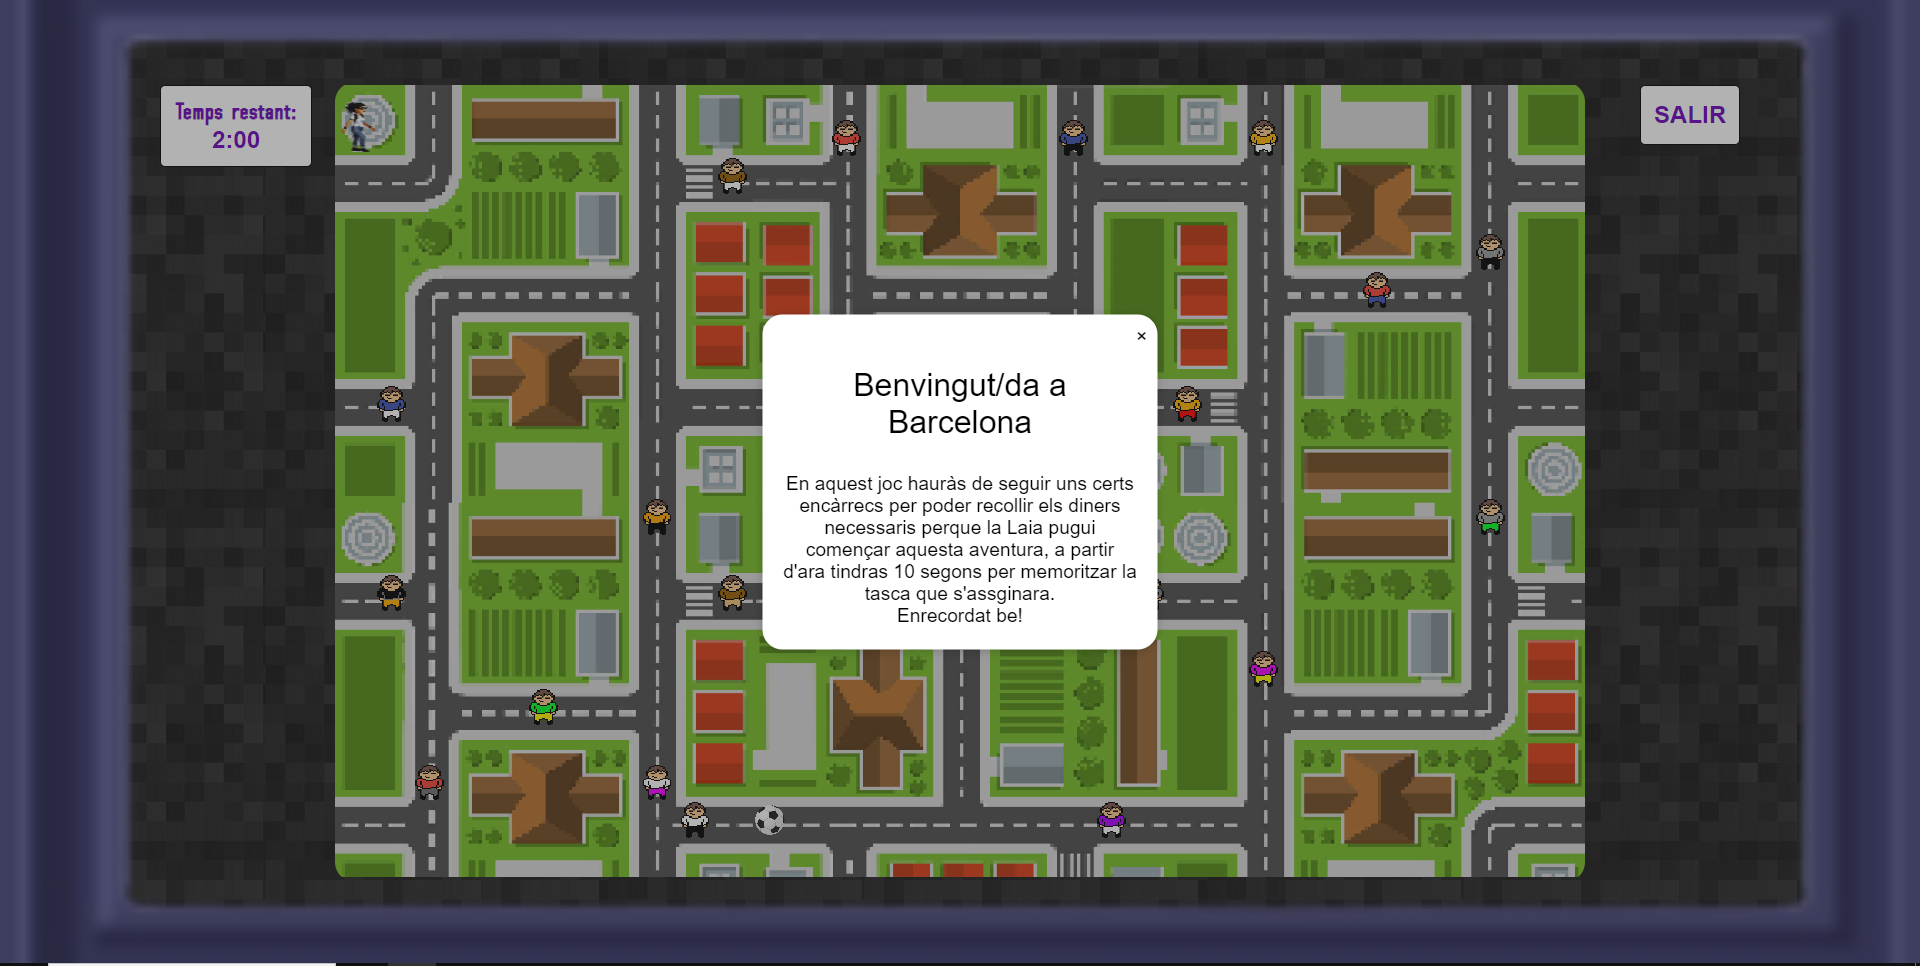 Temps restant:
2:00
SALIR
×
Benvingut/da a
Barcelona
En aquest joc hauràs de seguir uns certs
encàrrecs per poder recollir els diners
necessaris perque la Laia pugui
començar aquesta aventura, a partir
d'ara tindras 10 segons per memoritzar la
tasca que s'assginara.
Enrecordat be!